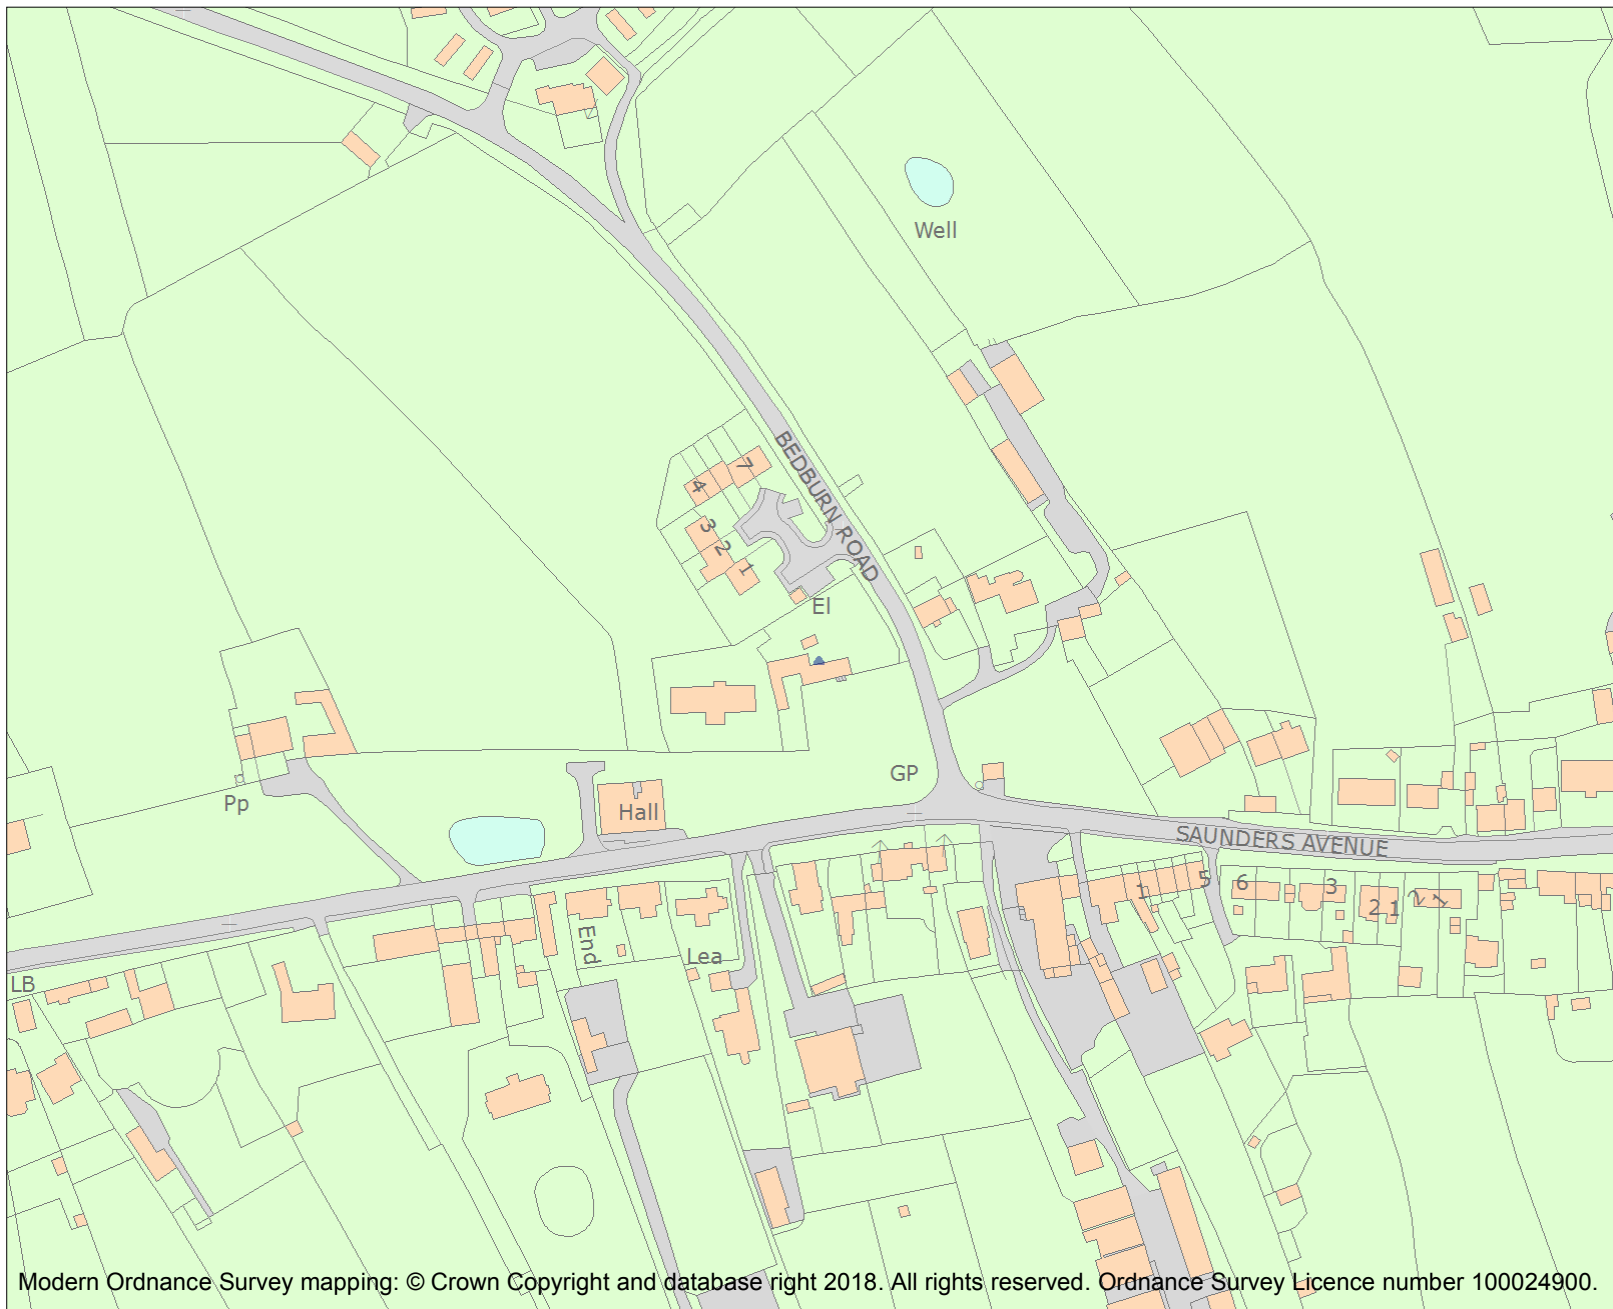 Well
BEDBURN ROAD
7
4
3
2
1
El
GP
Pp
Hall
SAUNDERS AVENUE
1
5
6
3
2 1
2
1
End
Lea
LB
Modern Ordnance Survey mapping: © Crown Copyright and database right 2018. All rights reserved. Ordnance Survey Licence number 100024900.